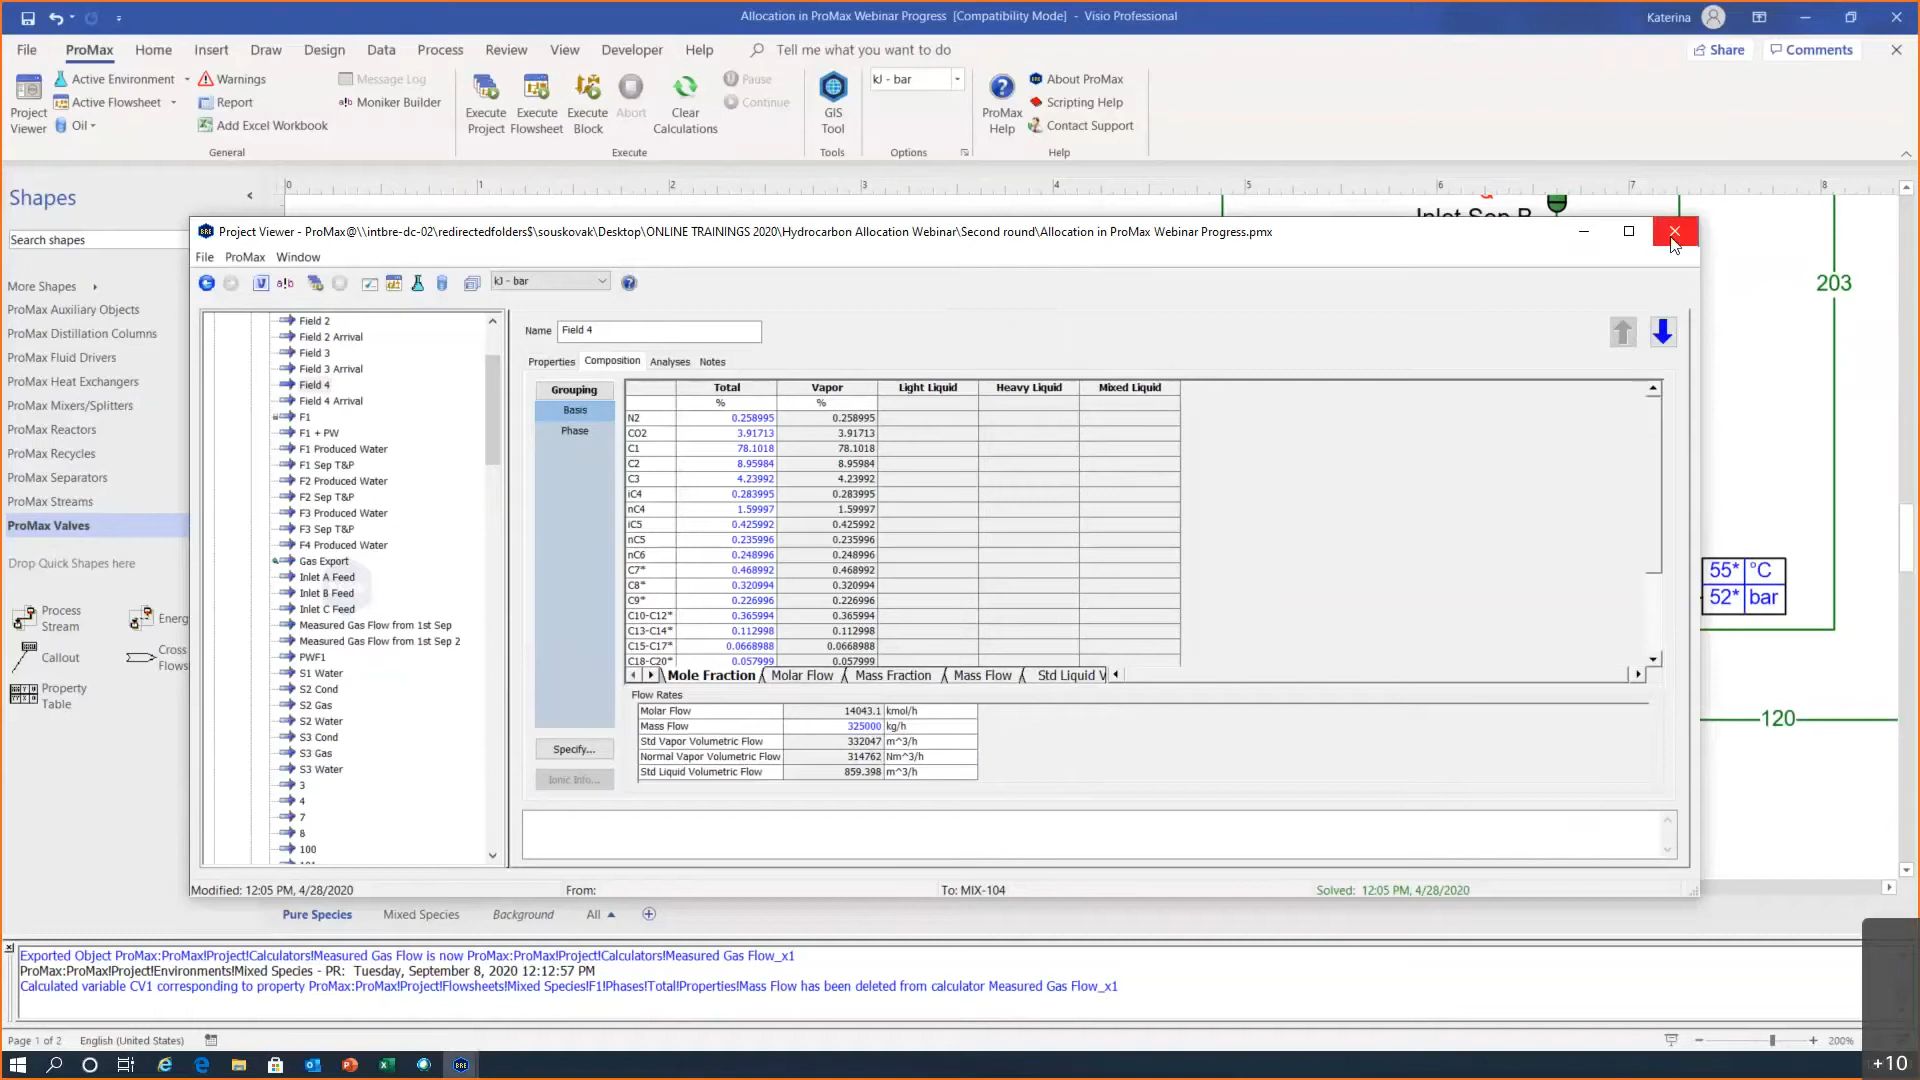 Allocation in ProMax Webinar Progress [Compatibility Mode] - Visio Professional
Katerina
File ProMax Home Insert Draw Design Data Process Review View Developer Help Tell me what you want to do
Share Comments
Project Viewer
Active Environment
Active Flowsheet
Oil
Warnings
Report
Add Excel Workbook
Message Log
Moniker Builder
General
Execute Project
Execute Flowsheet
Execute Block
Abort
Clear Calculations
Pause
Continue
Execute
GIS Tool
Tools
kJ - bar
Options
ProMax Help
About ProMax
Scripting Help
Contact Support
Help
Shapes
Search shapes
More Shapes
ProMax Auxiliary Objects
ProMax Distillation Columns
ProMax Fluid Drivers
ProMax Heat Exchangers
ProMax Mixers/Splitters
ProMax Reactors
ProMax Recycles
ProMax Separators
ProMax Streams
ProMax Valves
Drop Quick Shapes here
Process Stream
Energ
Callout
Cross Flows
Property Table
0 1 2 3 4 5 6 7 8
Inlet Sep B
203
55* °C
52* bar
120
Project Viewer - ProMax@\\intbre-dc-02\redirectedfolders$\souskovak\Desktop\ONLINE TRAININGS 2020\Hydrocarbon Allocation Webinar\Second round\Allocation in ProMax Webinar Progress.pmx
File ProMax Window
kJ - bar
Field 2
Field 2 Arrival
Field 3
Field 3 Arrival
Field 4
Field 4 Arrival
F1
F1 + PW
F1 Produced Water
F1 Sep T&P
F2 Produced Water
F2 Sep T&P
F3 Produced Water
F3 Sep T&P
F4 Produced Water
Gas Export
Inlet A Feed
Inlet B Feed
Inlet C Feed
Measured Gas Flow from 1st Sep
Measured Gas Flow from 1st Sep 2
PWF1
S1 Water
S2 Cond
S2 Gas
S2 Water
S3 Cond
S3 Gas
S3 Water
3
4
7
8
100
Name Field 4
Properties Composition Analyses Notes
Grouping
Basis
Phase
Specify...
Ionic Info...
Total Vapor Light Liquid Heavy Liquid Mixed Liquid
% %
N2 0.258995 0.258995
CO2 3.91713 3.91713
C1 78.1018 78.1018
C2 8.95984 8.95984
C3 4.23992 4.23992
iC4 0.283995 0.283995
nC4 1.59997 1.59997
iC5 0.425992 0.425992
nC5 0.235996 0.235996
nC6 0.248996 0.248996
C7* 0.468992 0.468992
C8* 0.320994 0.320994
C9* 0.226996 0.226996
C10-C12* 0.365994 0.365994
C13-C14* 0.112998 0.112998
C15-C17* 0.0668988 0.0668988
C18-C20* 0.057999 0.057999
Mole Fraction Molar Flow Mass Fraction Mass Flow Std Liquid V
Flow Rates
Molar Flow 14043.1 kmol/h
Mass Flow 325000 kg/h
Std Vapor Volumetric Flow 332047 m^3/h
Normal Vapor Volumetric Flow 314762 Nm^3/h
Std Liquid Volumetric Flow 859.398 m^3/h
Modified: 12:05 PM, 4/28/2020 From: To: MIX-104 Solved: 12:05 PM, 4/28/2020
Pure Species Mixed Species Background All
Exported Object ProMax:ProMax!Project!Calculators!Measured Gas Flow is now ProMax:ProMax!Project!Calculators!Measured Gas Flow_x1
ProMax:ProMax!Project!Environments!Mixed Species - PR: Tuesday, September 8, 2020 12:12:57 PM
Calculated variable CV1 corresponding to property ProMax:ProMax!Project!Flowsheets!Mixed Species!F1!Phases!Total!Properties!Mass Flow has been deleted from calculator Measured Gas Flow_x1
Page 1 of 2 English (United States) 200%
+10